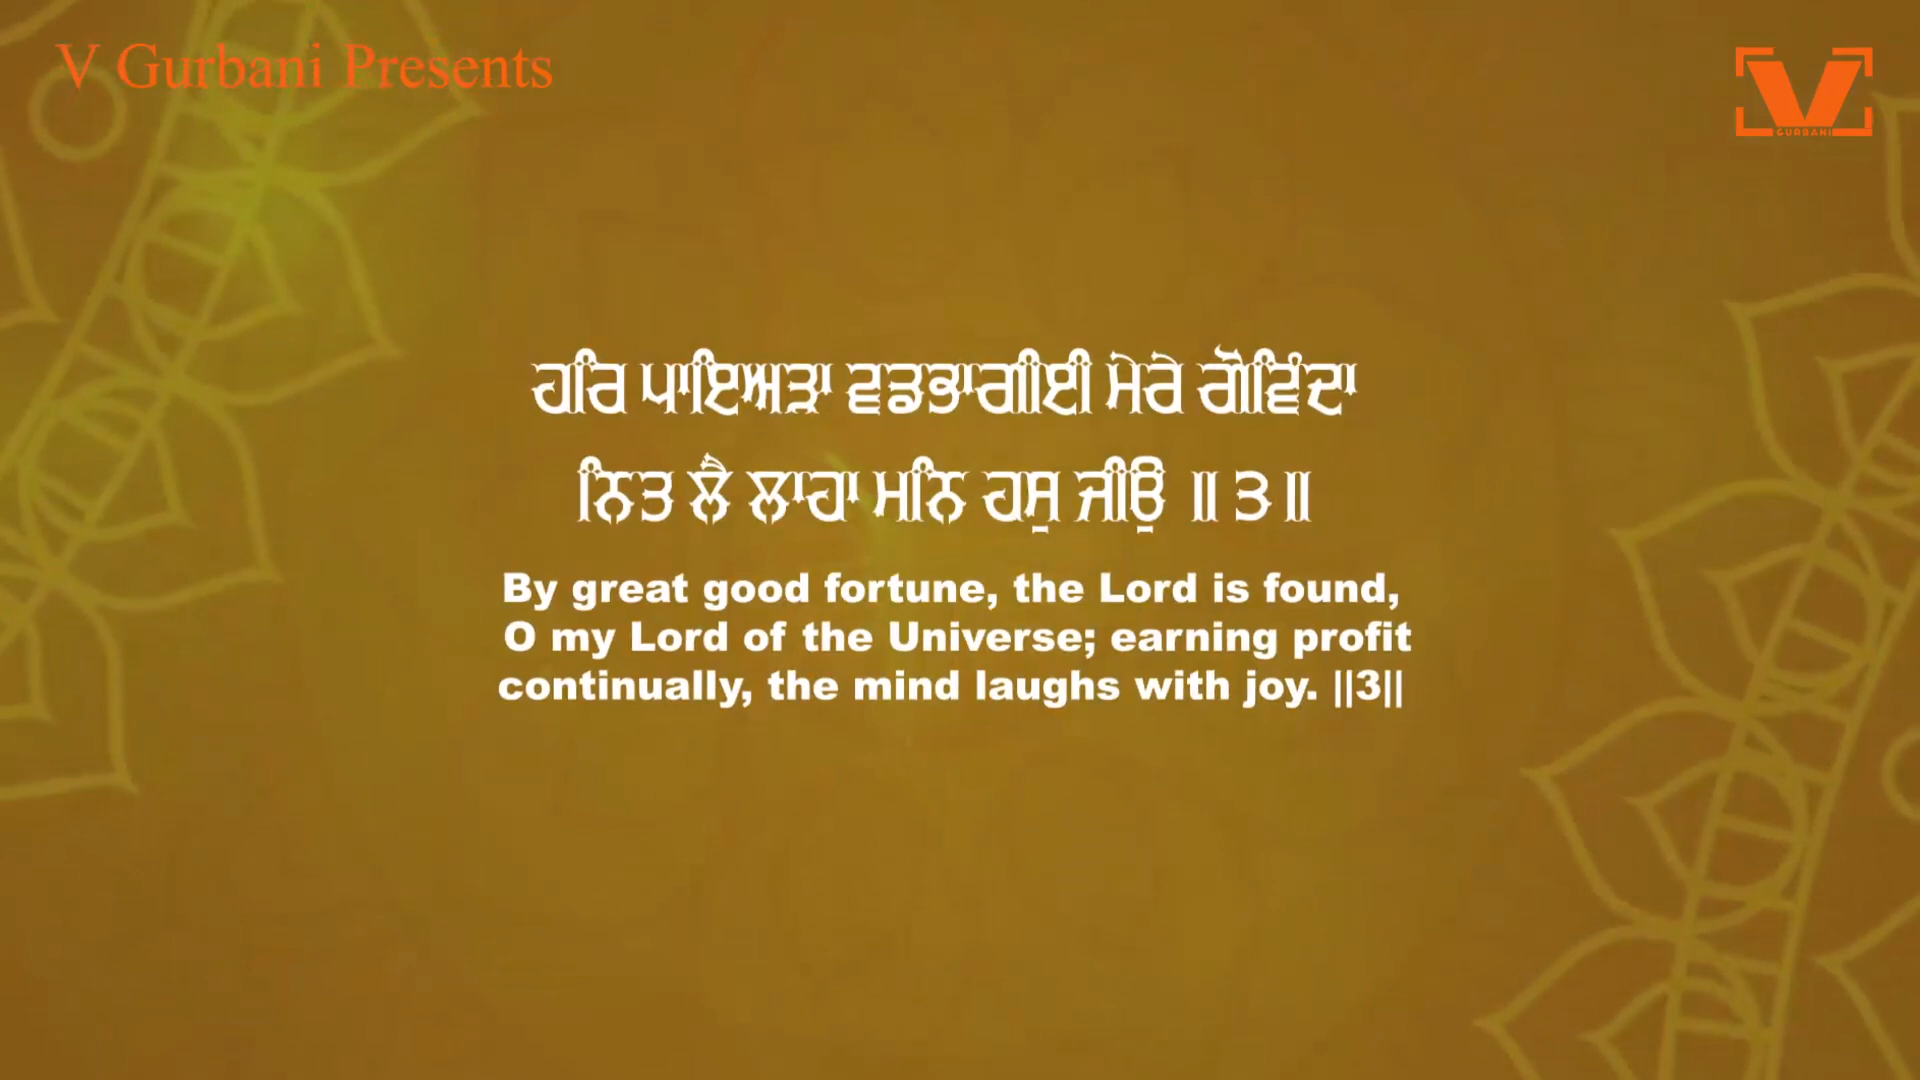 V Gurbani Presents
V
GURBANI
ਹਰਿ ਪਾਇਅੜਾ ਵਡਭਾਗੀਈ ਮੇਰੇ ਗੋਵਿੰਦਾ
ਨਿਤ ਲੈ ਲਾਹਾ ਮਨਿ ਹਸੁ ਜੀਉ ॥੩॥
By great good fortune, the Lord is found,
O my Lord of the Universe; earning profit
continually, the mind laughs with joy. ||3||